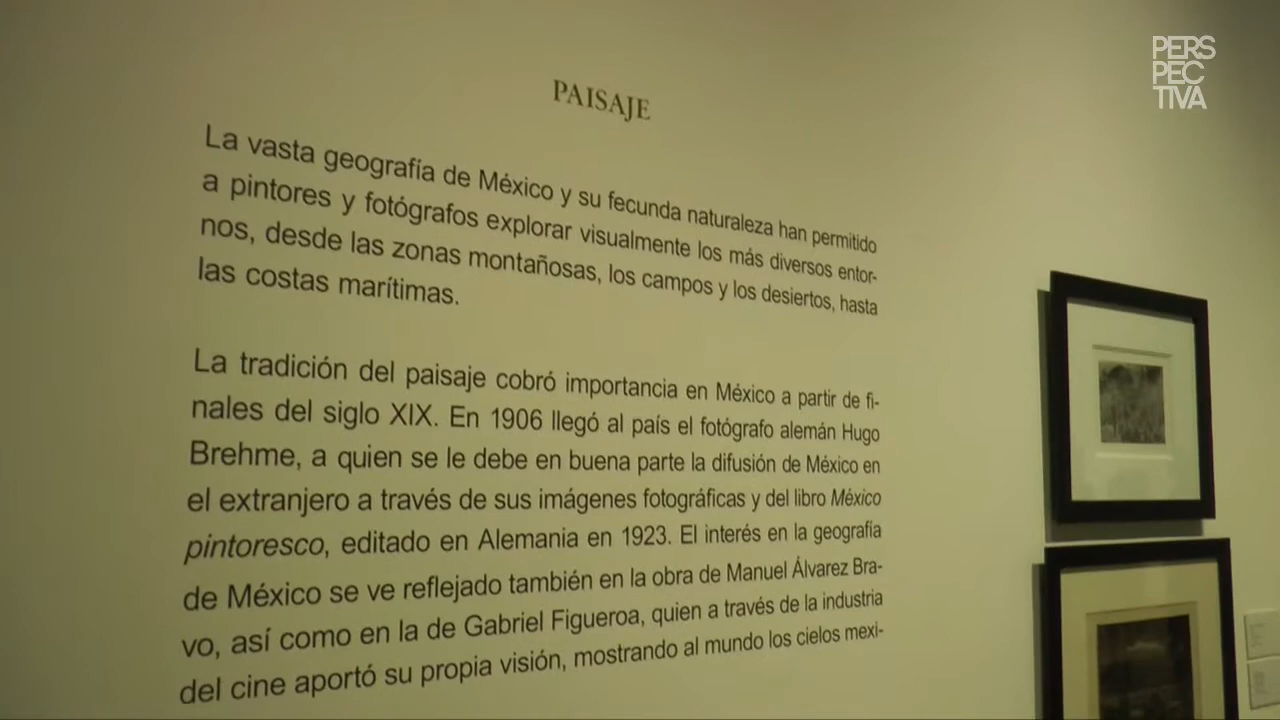 PERS
PEC
TIVA
PAISAJE
La vasta geografía de México y su fecunda naturaleza han permitido
a pintores y fotógrafos explorar visualmente los más diversos entor-
nos, desde las zonas montañosas, los campos y los desiertos, hasta
las costas marítimas.
La tradición del paisaje cobró importancia en México a partir de fi-
nales del siglo XIX. En 1906 llegó al país el fotógrafo alemán Hugo
Brehme, a quien se le debe en buena parte la difusión de México en
el extranjero a través de sus imágenes fotográficas y del libro México
pintoresco, editado en Alemania en 1923. El interés en la geografía
de México se ve reflejado también en la obra de Manuel Álvarez Bra-
vo, así como en la de Gabriel Figueroa, quien a través de la industria
del cine aportó su propia visión, mostrando al mundo los cielos mexi-